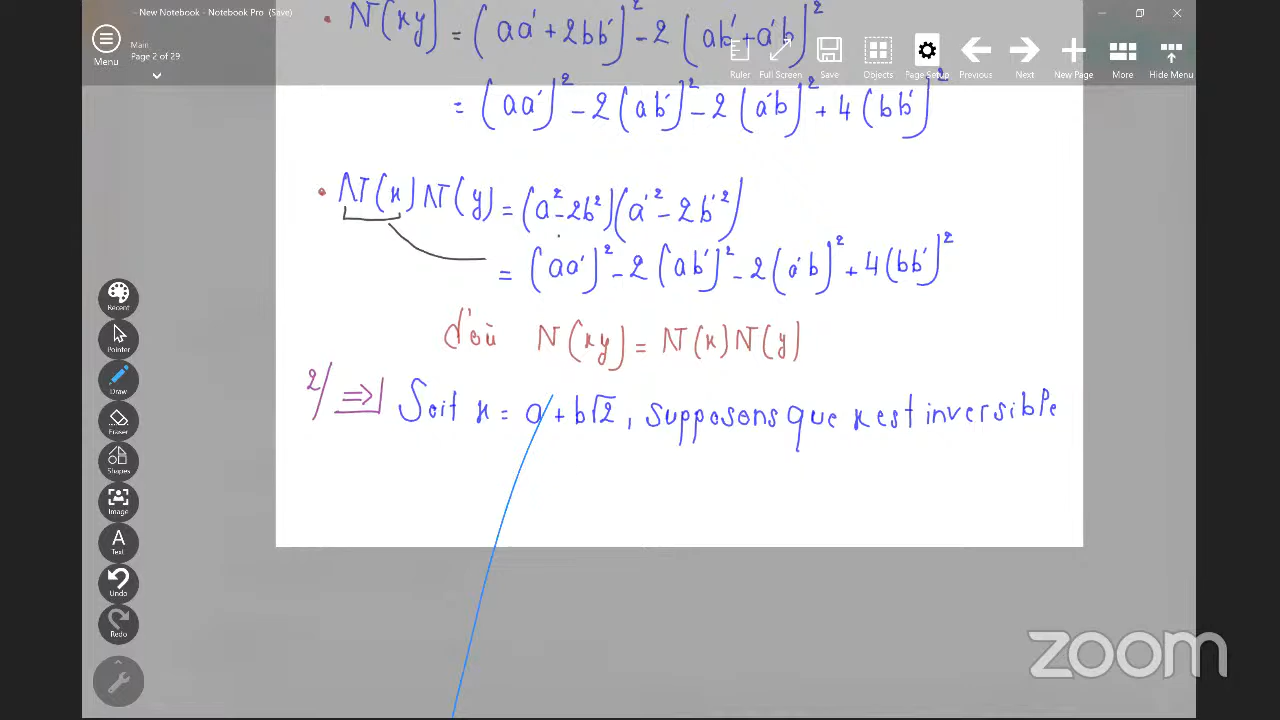 New Notebook - Notebook Pro (Save)
Menu
Main
Page 2 of 29
Ruler
Full Screen
Save
Objects
Page Setup
Previous
Next
New Page
More
Hide Menu
• N(xy) = (aa' + 2bb')² - 2(ab' + a'b)²
= (aa')² - 2(ab')² - 2(a'b)² + 4(bb')²
• N(x)N(y) = (a² - 2b²)(a'² - 2b'²)
= (aa')² - 2(ab')² - 2(a'b)² + 4(bb')²
d'où N(xy) = N(x)N(y)
2/ ⇒| Soit x = a + b√2, supposons que x est inversible
Recent
Pointer
Draw
Eraser
Shapes
Image
A
Text
Undo
Redo
zoom